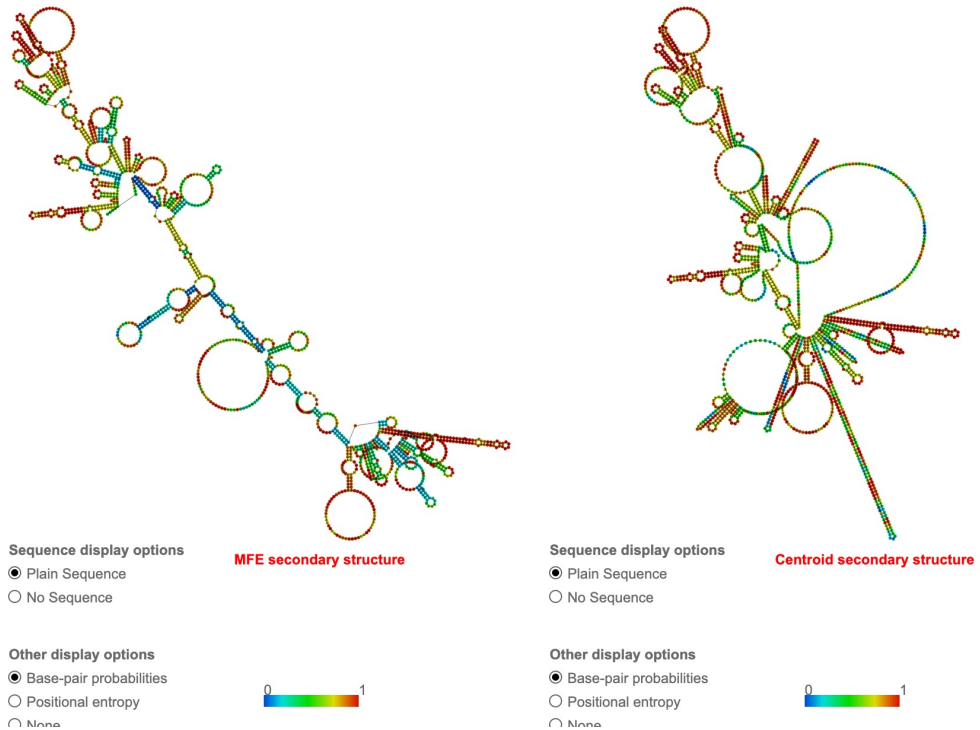 MFE secondary structure
Sequence display options
Plain Sequence
No Sequence
Other display options
Base-pair probabilities
Positional entropy
None
0 1
Centroid secondary structure
Sequence display options
Plain Sequence
No Sequence
Other display options
Base-pair probabilities
Positional entropy
None
0 1